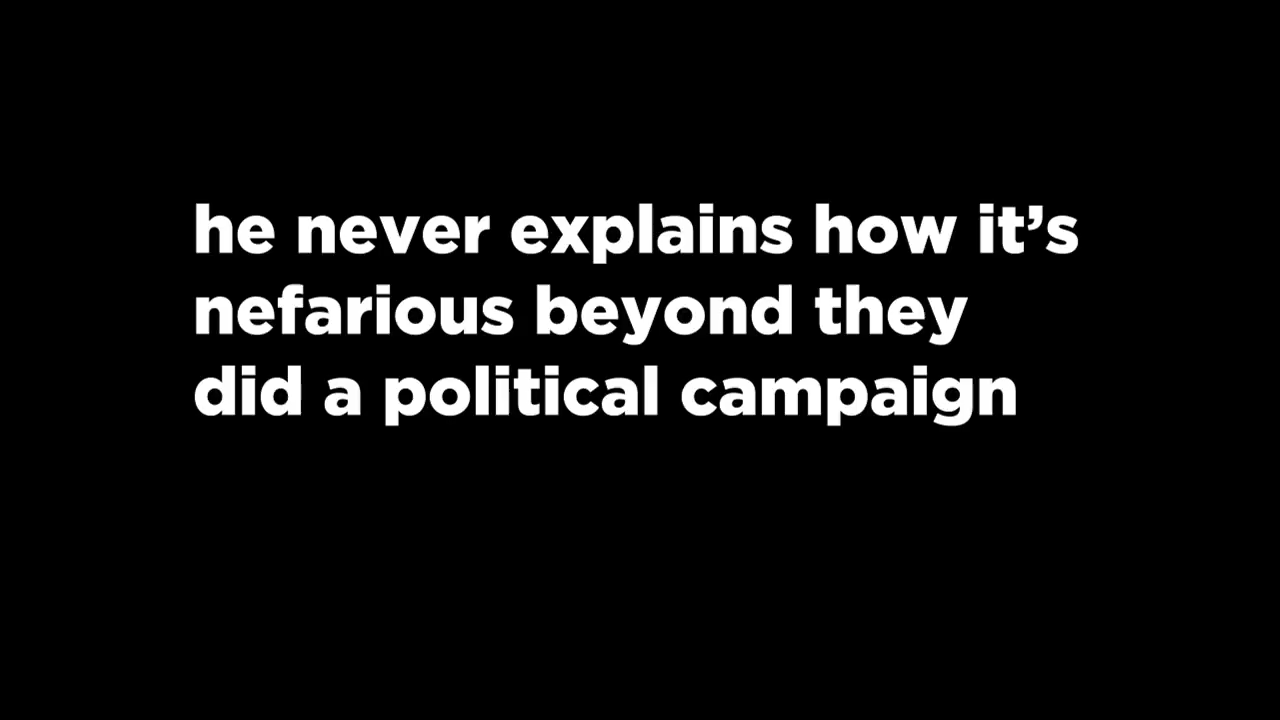 he never explains how it’s
nefarious beyond they
did a political campaign